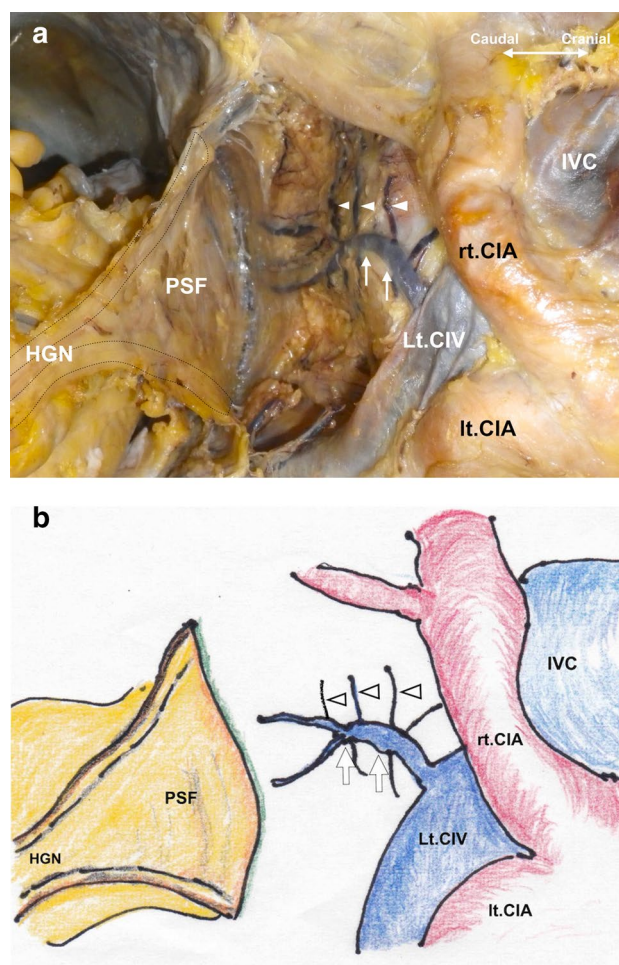 a
Caudal Cranial
IVC
rt.CIA
PSF
Lt.CIV
HGN
lt.CIA
b
IVC
rt.CIA
PSF
Lt.CIV
HGN
lt.CIA